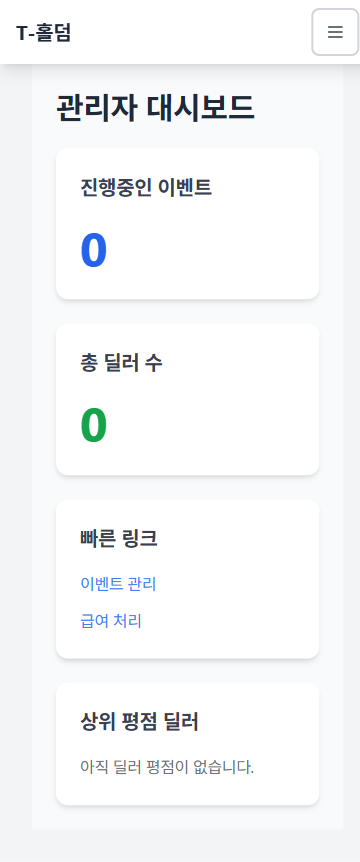 T-홀덤
관리자 대시보드
진행중인 이벤트
0
총 딜러 수
0
빠른 링크
이벤트 관리
급여 처리
상위 평점 딜러
아직 딜러 평점이 없습니다.